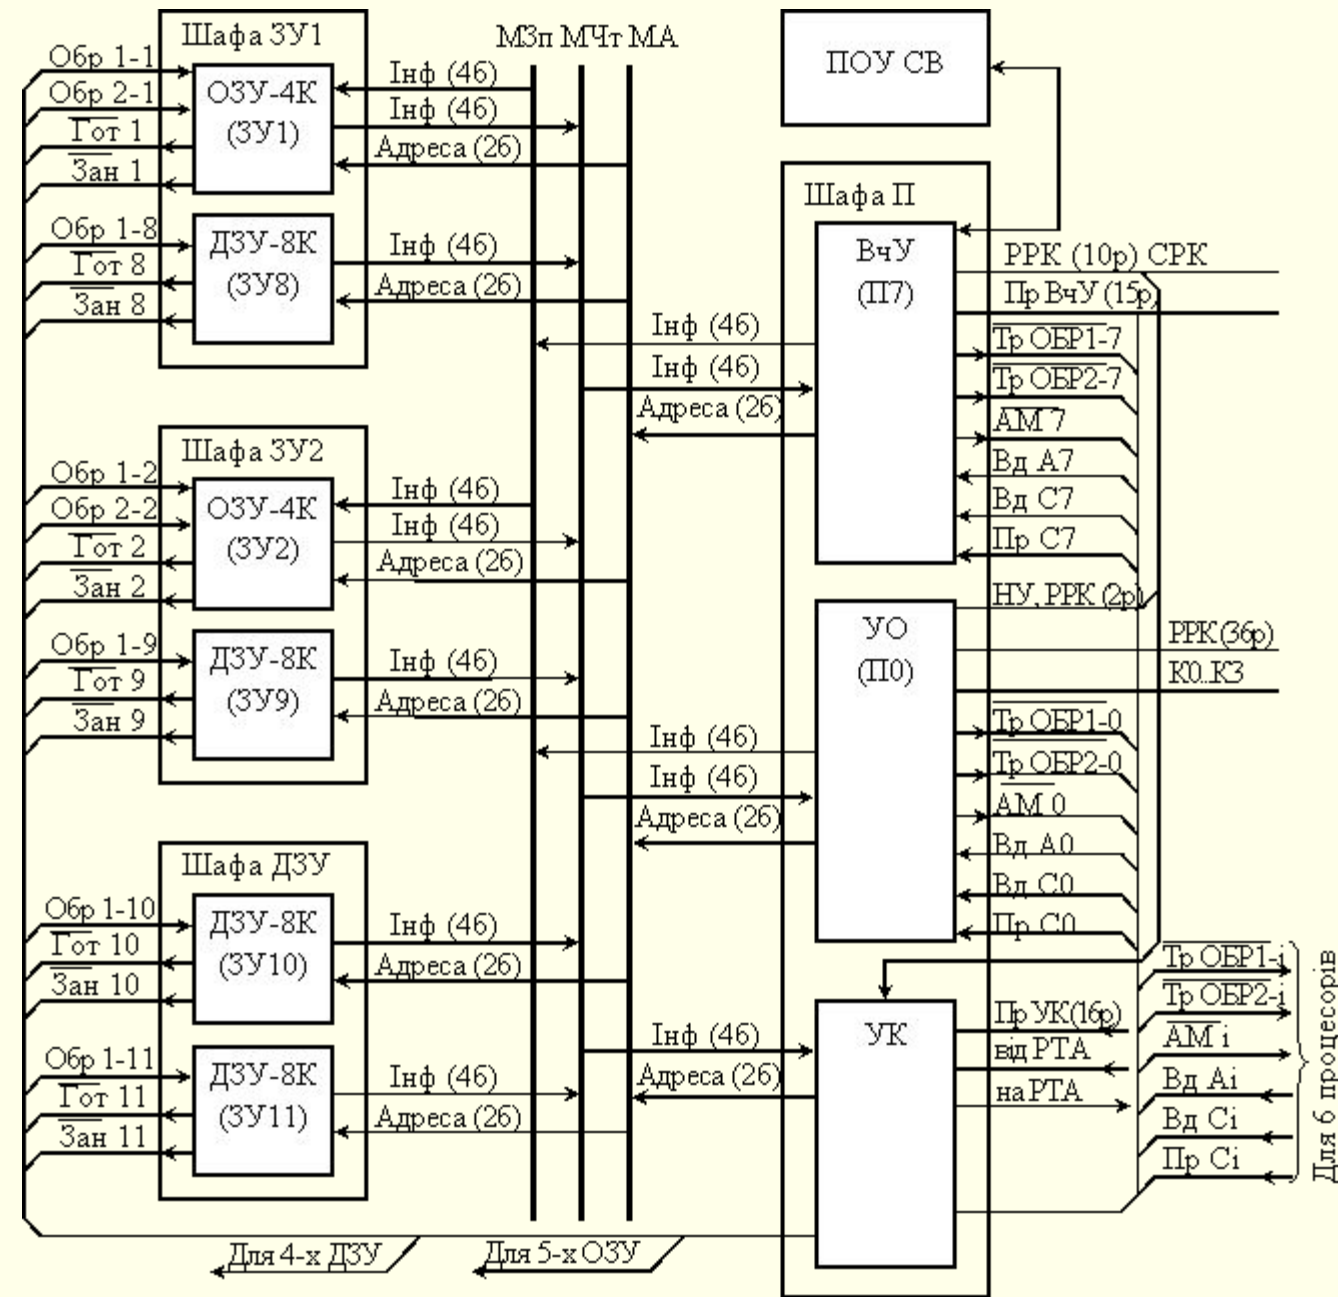 Шафа ЗУ1
Обр 1-1
Обр 2-1
Гот 1
Зан 1
ОЗУ-4К
(ЗУ1)
Обр 1-8
Гот 8
Зан 8
ДЗУ-8К
(ЗУ8)
МЗп МЧт МА
Інф (46)
Інф (46)
Адреса (26)
Інф (46)
Адреса (26)
ПОУ СВ
Шафа П
ВчУ
(П7)
Інф (46)
Інф (46)
Адреса (26)
РРК (10р) СРК
Пр ВчУ (15р)
Тр ОБР1-7
Тр ОБР2-7
АМ 7
Вд А7
Вд С7
Пр С7
Шафа ЗУ2
Обр 1-2
Обр 2-2
Гот 2
Зан 2
ОЗУ-4К
(ЗУ2)
Інф (46)
Інф (46)
Адреса (26)
Обр 1-9
Гот 9
Зан 9
ДЗУ-8К
(ЗУ9)
Інф (46)
Адреса (26)
УО
(П0)
Інф (46)
Інф (46)
Адреса (26)
НУ, РРК (2р)
РРК (36р)
К0..КЗ
Тр ОБР1-0
Тр ОБР2-0
АМ 0
Вд А0
Вд С0
Пр С0
Шафа ДЗУ
Обр 1-10
Гот 10
Зан 10
ДЗУ-8К
(ЗУ10)
Інф (46)
Адреса (26)
Обр 1-11
Гот 11
Зан 11
ДЗУ-8К
(ЗУ11)
Інф (46)
Адреса (26)
УК
Інф (46)
Адреса (26)
Пр УК(16р)
від РТА
на РТА
Тр ОБР1-і
Тр ОБР2-і
АМ і
Вд Аі
Вд Сі
Пр Сі
Для 6 процесорів
Для 4-х ДЗУ
Для 5-х ОЗУ